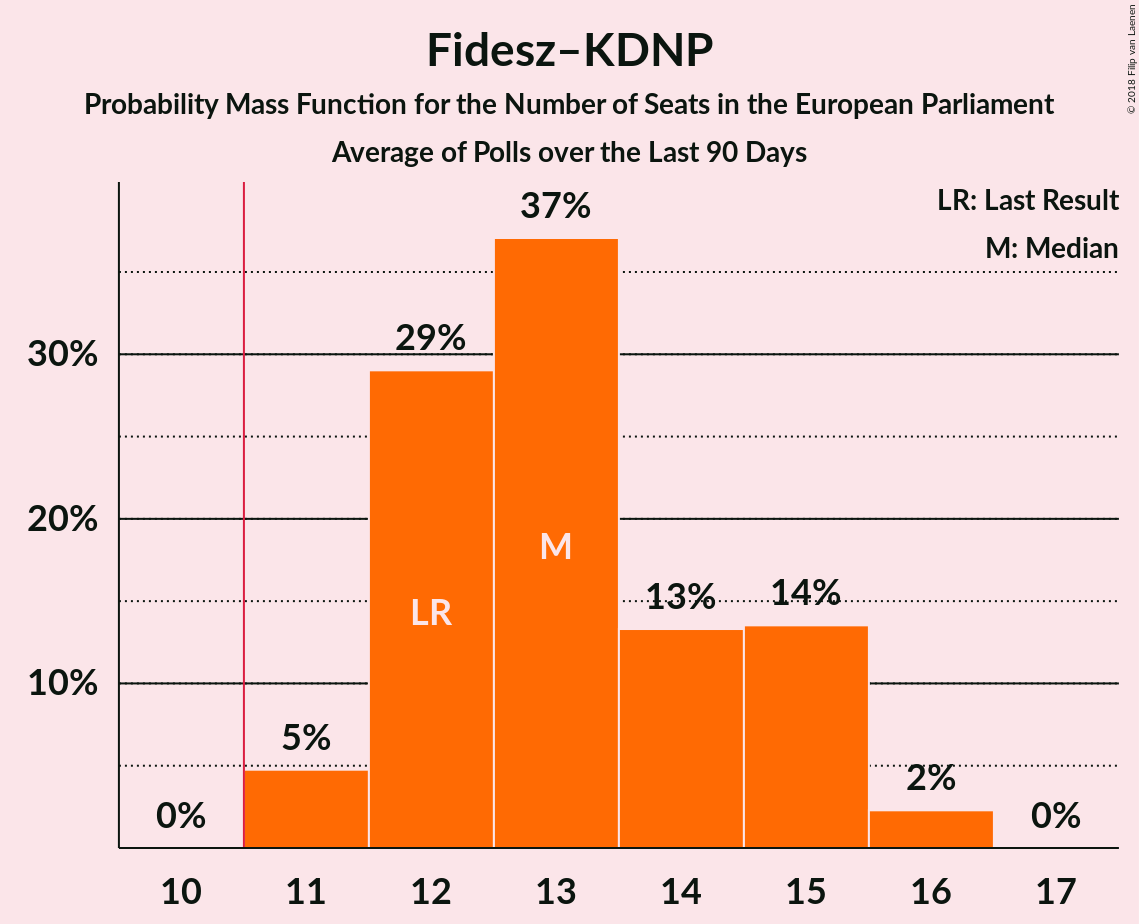 Fidesz–KDNP
Probability Mass Function for the Number of Seats in the European Parliament
Average of Polls over the Last 90 Days
© 2018 Filip van Laenen
LR: Last Result
M: Median
37%
29%
30%
20%
M
13%
14%
LR
10%
5%
2%
0%
0%
10 11 12 13 14 15 16 17